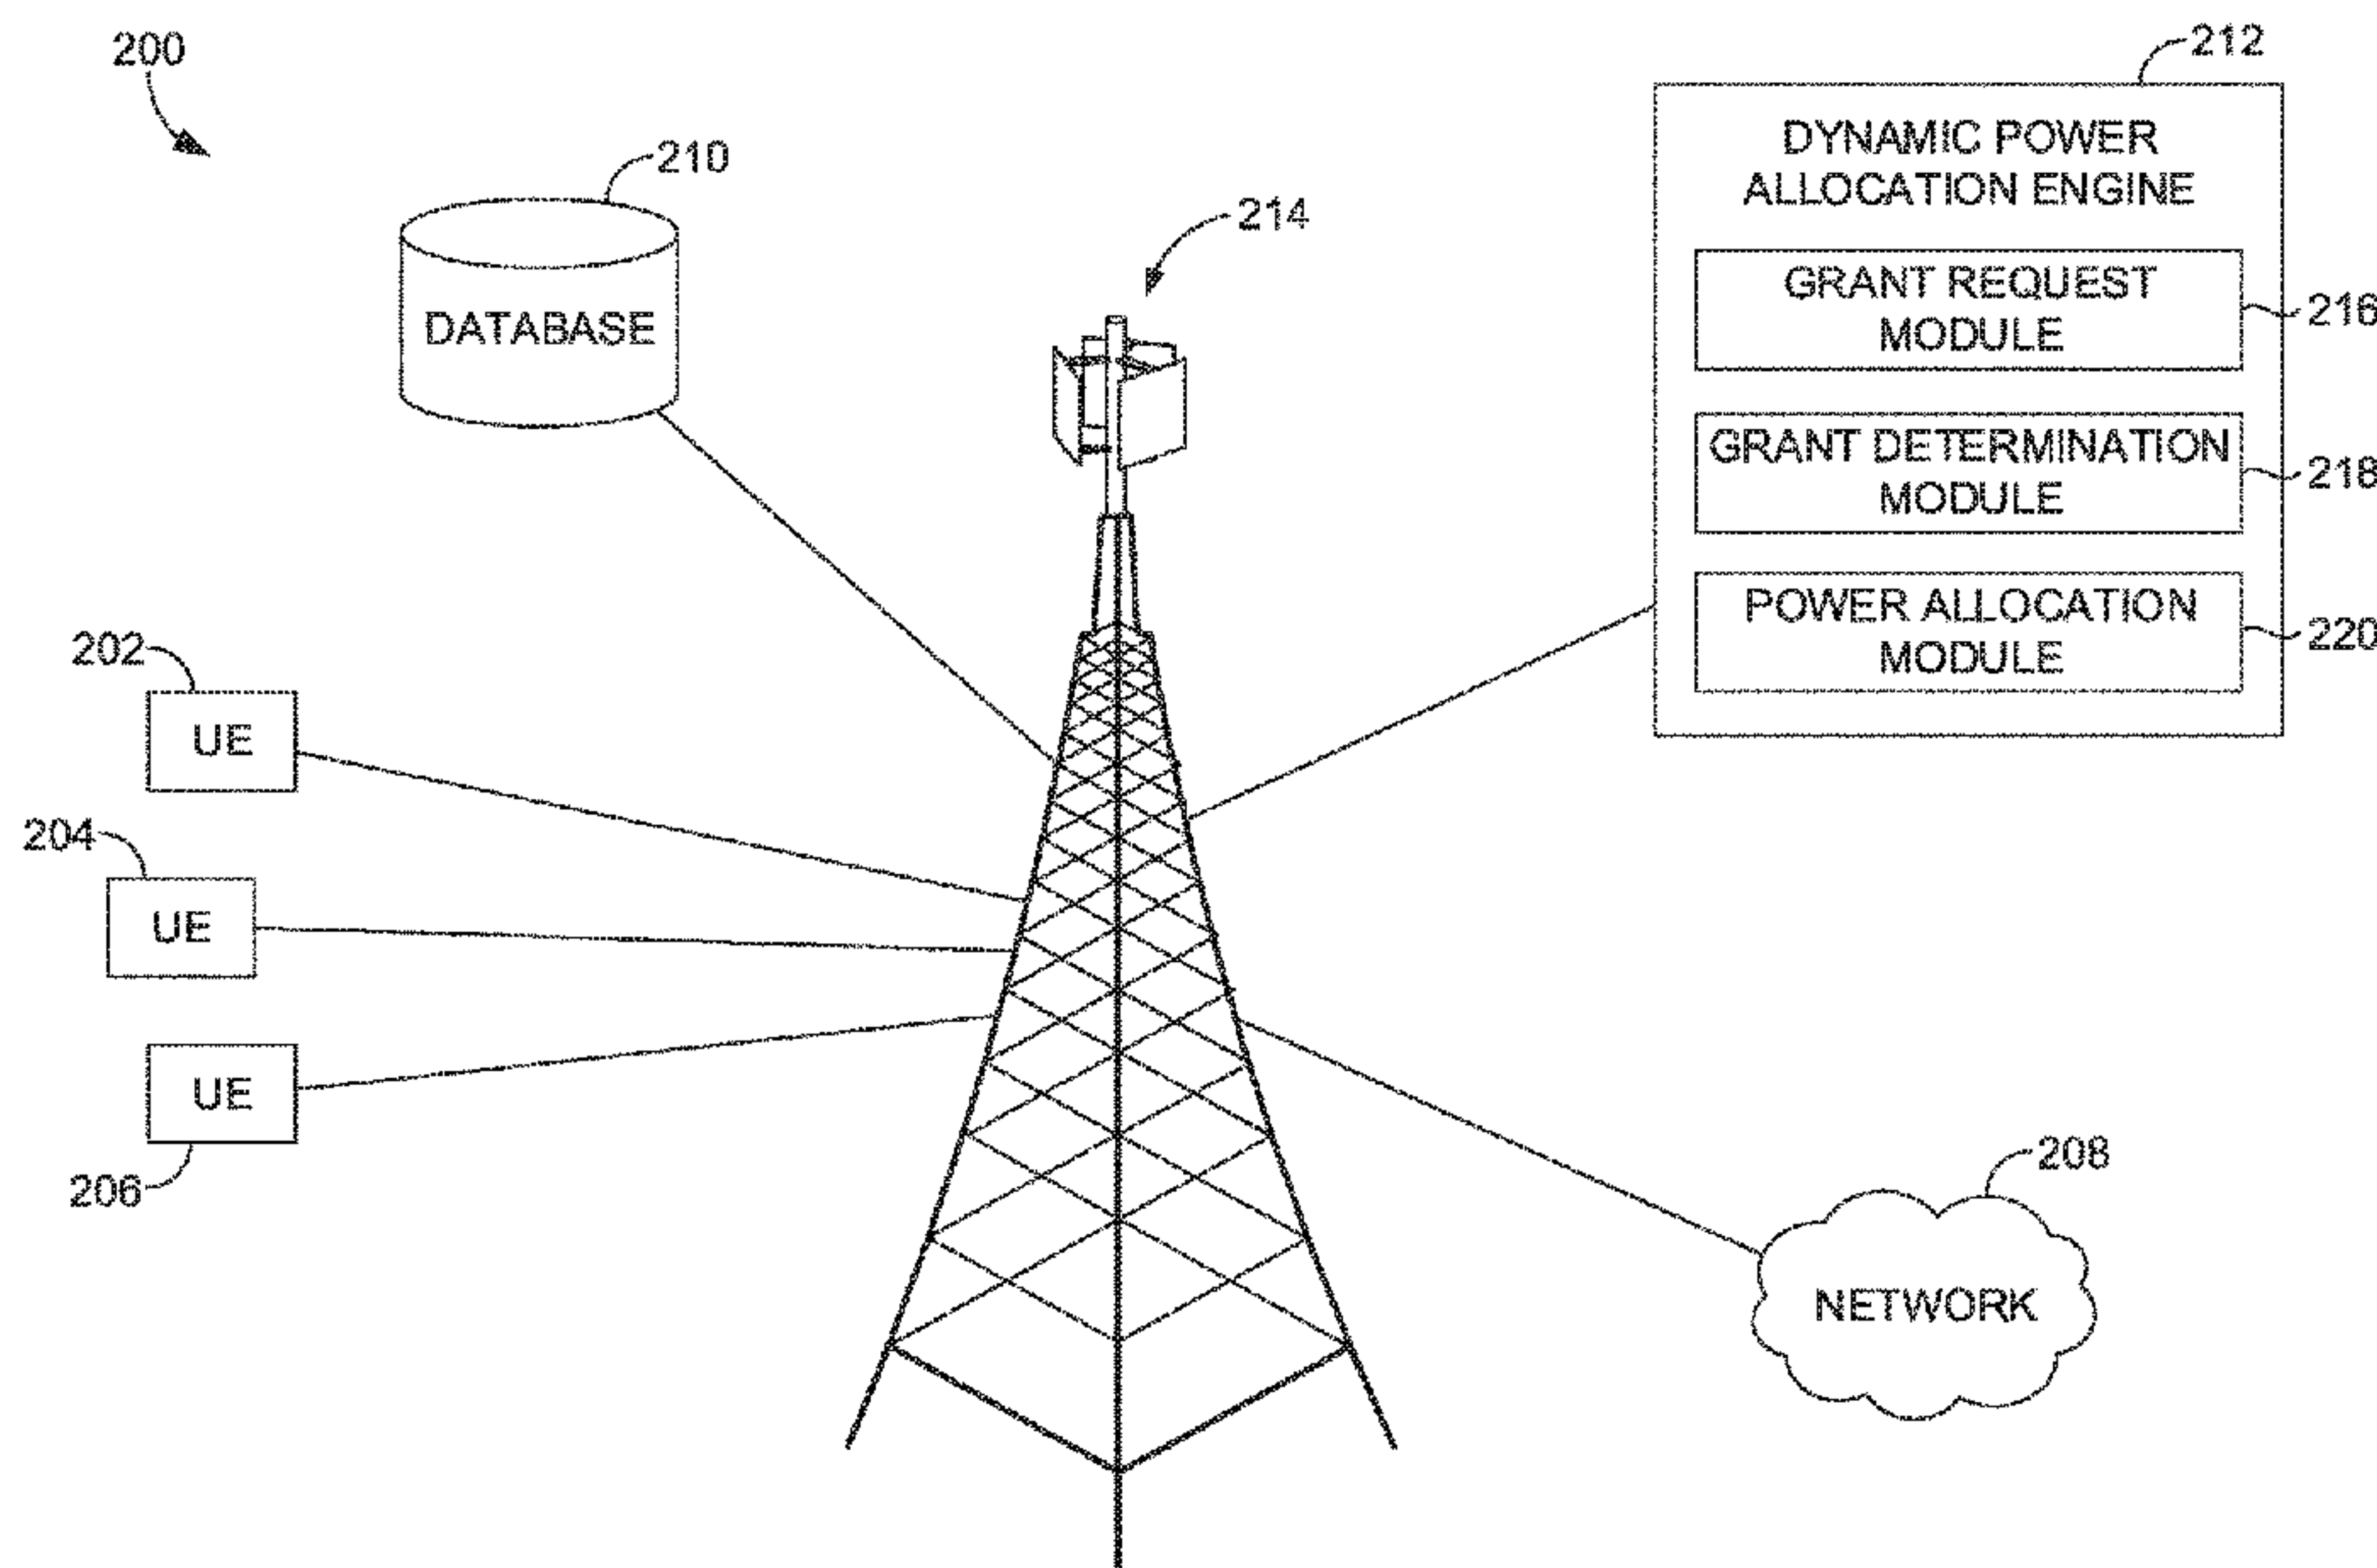 200
210
DATABASE
214
212
DYNAMIC POWER
ALLOCATION ENGINE
GRANT REQUEST
MODULE
216
GRANT DETERMINATION
MODULE
218
POWER ALLOCATION
MODULE
220
202
UE
204
UE
UE
206
208
NETWORK